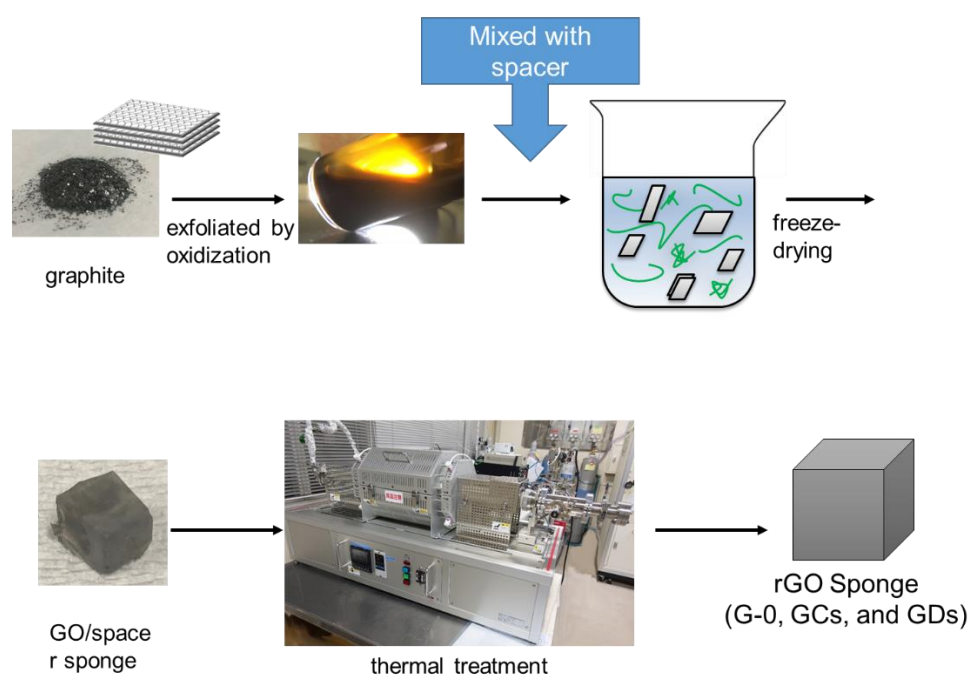 Mixed with
spacer
exfoliated by
oxidization
freeze-
drying
graphite
GO/space
r sponge
thermal treatment
rGO Sponge
(G-0, GCs, and GDs)